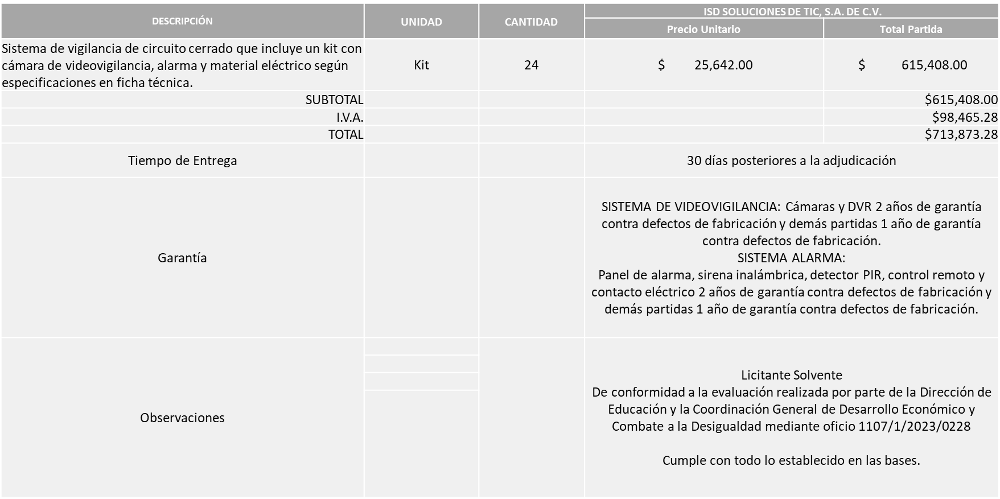 DESCRIPCIÓN
UNIDAD
CANTIDAD
ISD SOLUCIONES DE TIC, S.A. DE C.V.
Precio Unitario
Total Partida
Sistema de vigilancia de circuito cerrado que incluye un kit con
cámara de videovigilancia, alarma y material eléctrico según
especificaciones en ficha técnica.
Kit
24
$ 25,642.00
$ 615,408.00
SUBTOTAL
$615,408.00
I.V.A.
$98,465.28
TOTAL
$713,873.28
Tiempo de Entrega
30 días posteriores a la adjudicación
Garantía
SISTEMA DE VIDEOVIGILANCIA: Cámaras y DVR 2 años de garantía
contra defectos de fabricación y demás partidas 1 año de garantía
contra defectos de fabricación.
SISTEMA ALARMA:
Panel de alarma, sirena inalámbrica, detector PIR, control remoto y
contacto eléctrico 2 años de garantía contra defectos de fabricación y
demás partidas 1 año de garantía contra defectos de fabricación.
Observaciones
Licitante Solvente
De conformidad a la evaluación realizada por parte de la Dirección de
Educación y la Coordinación General de Desarrollo Económico y
Combate a la Desigualdad mediante oficio 1107/1/2023/0228
Cumple con todo lo establecido en las bases.